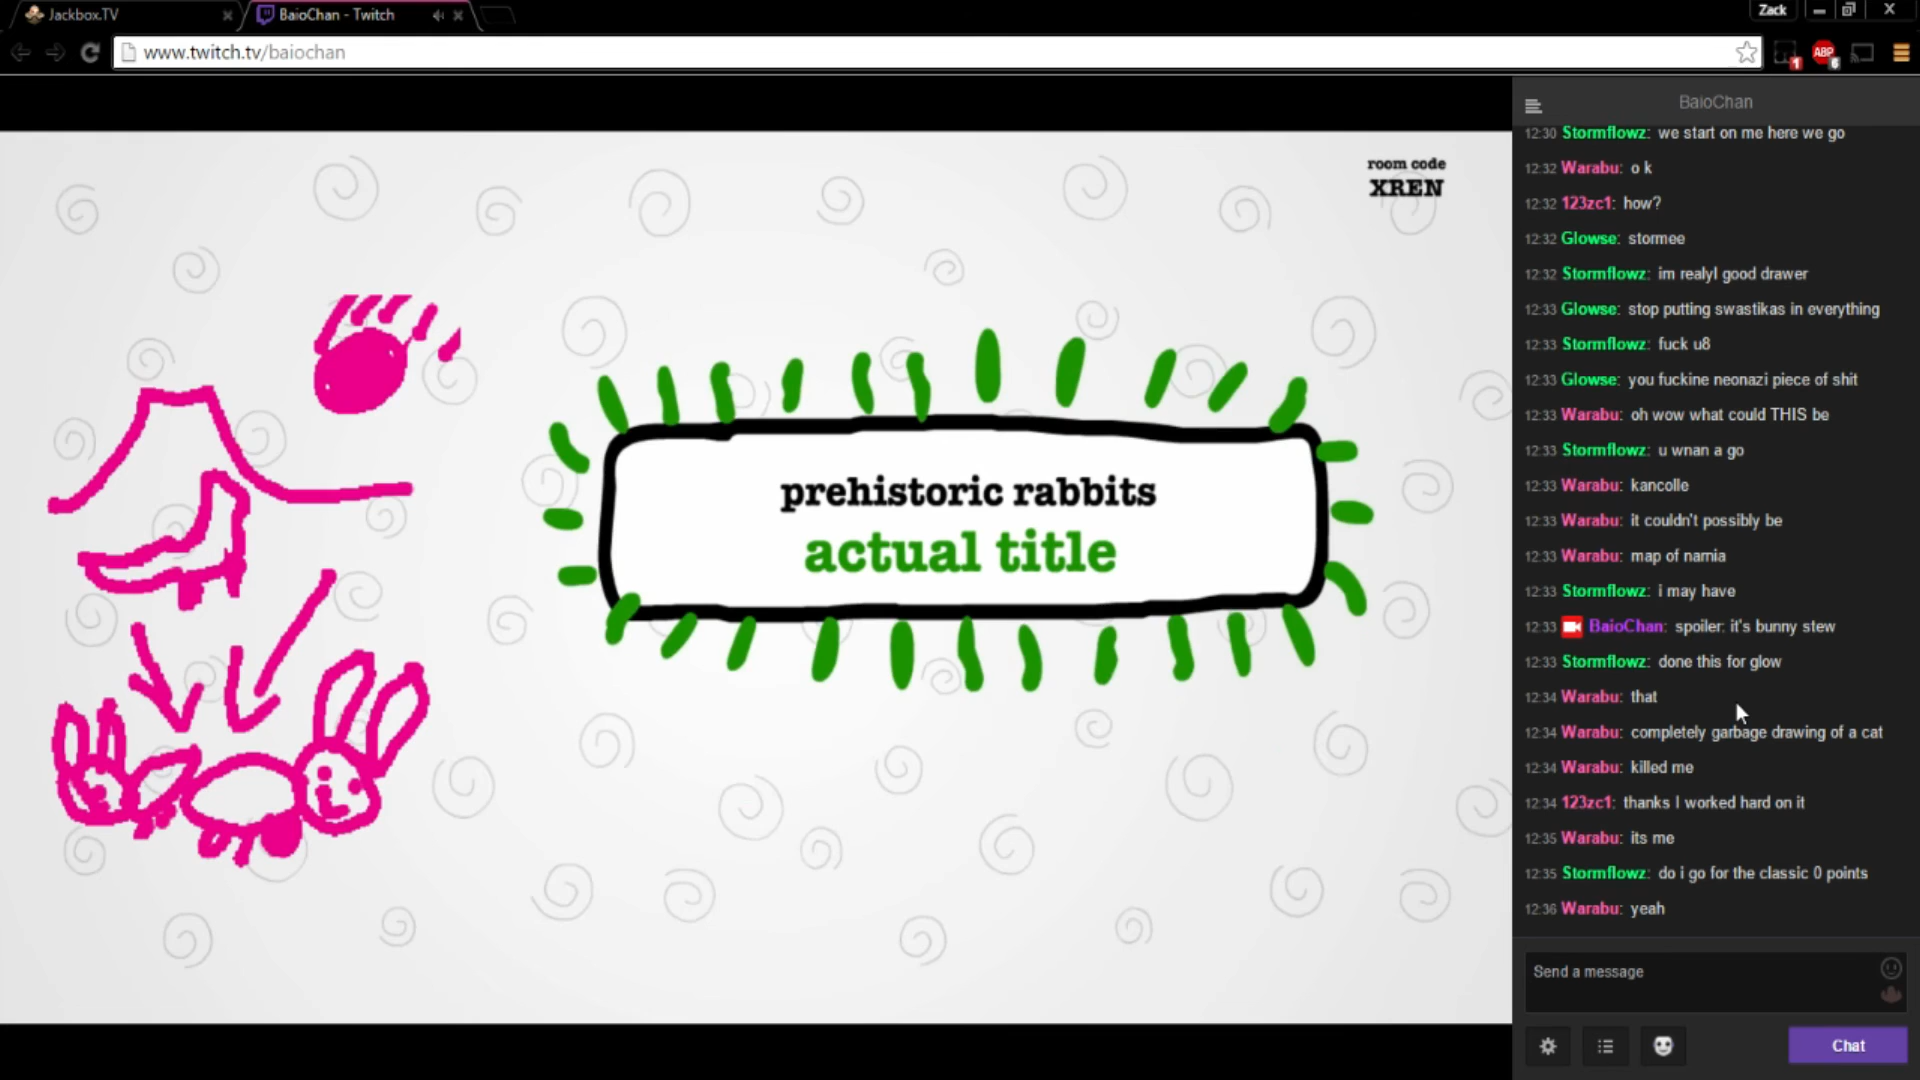 Jackbox.TV
BaioChan - Twitch
Zack
www.twitch.tv/baiochan
1
ABP
6
room code
XREN
prehistoric rabbits
actual title
BaioChan
12:30 Stormflowz: we start on me here we go
12:32 Warabu: o k
12:32 123zc1: how?
12:32 Glowse: stormee
12:32 Stormflowz: im realyl good drawer
12:33 Glowse: stop putting swastikas in everything
12:33 Stormflowz: fuck u8
12:33 Glowse: you fuckine neonazi piece of shit
12:33 Warabu: oh wow what could THIS be
12:33 Stormflowz: u wnan a go
12:33 Warabu: kancolle
12:33 Warabu: it couldn't possibly be
12:33 Warabu: map of narnia
12:33 Stormflowz: i may have
12:33 BaioChan: spoiler: it's bunny stew
12:33 Stormflowz: done this for glow
12:34 Warabu: that
12:34 Warabu: completely garbage drawing of a cat
12:34 Warabu: killed me
12:34 123zc1: thanks I worked hard on it
12:35 Warabu: its me
12:35 Stormflowz: do i go for the classic 0 points
12:36 Warabu: yeah
Send a message
Chat